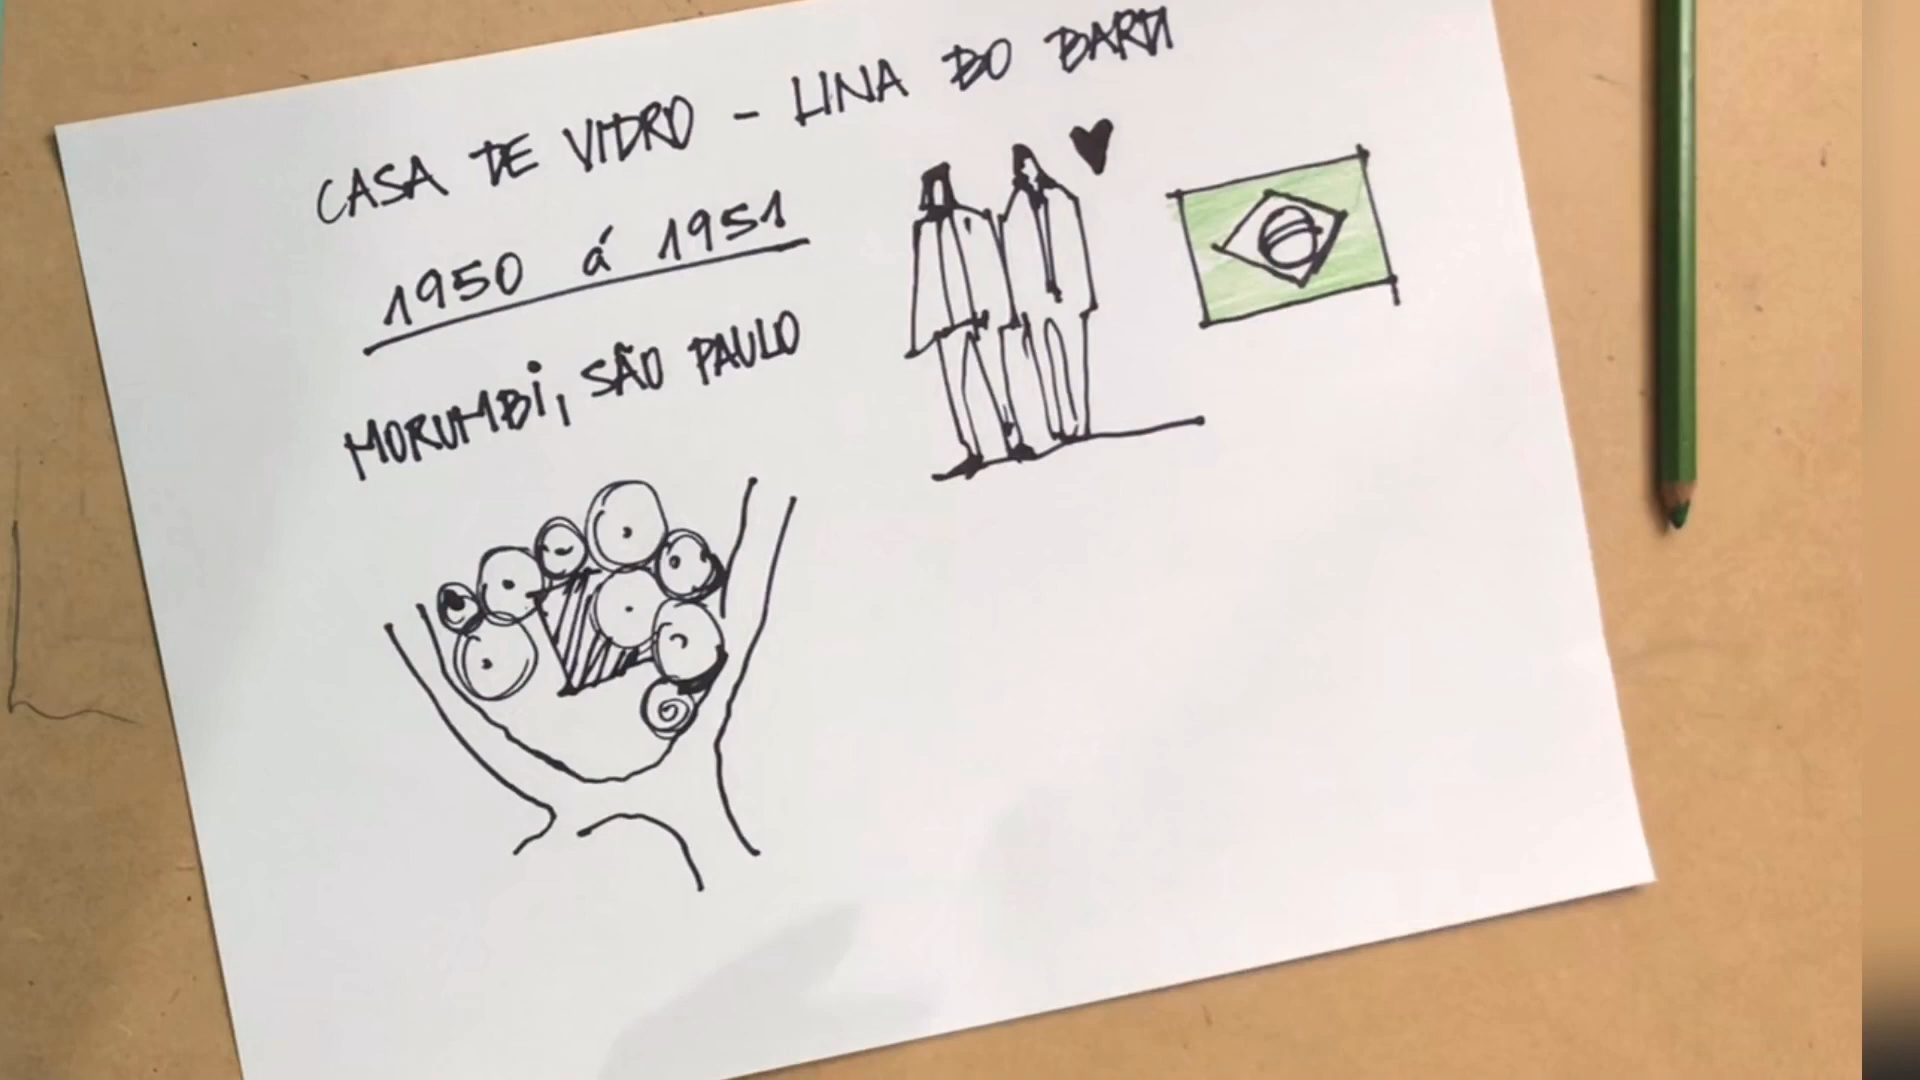 CASA DE VIDRO - LINA BO BARDI
1950 á 1951
MORUMBI, SÃO PAULO